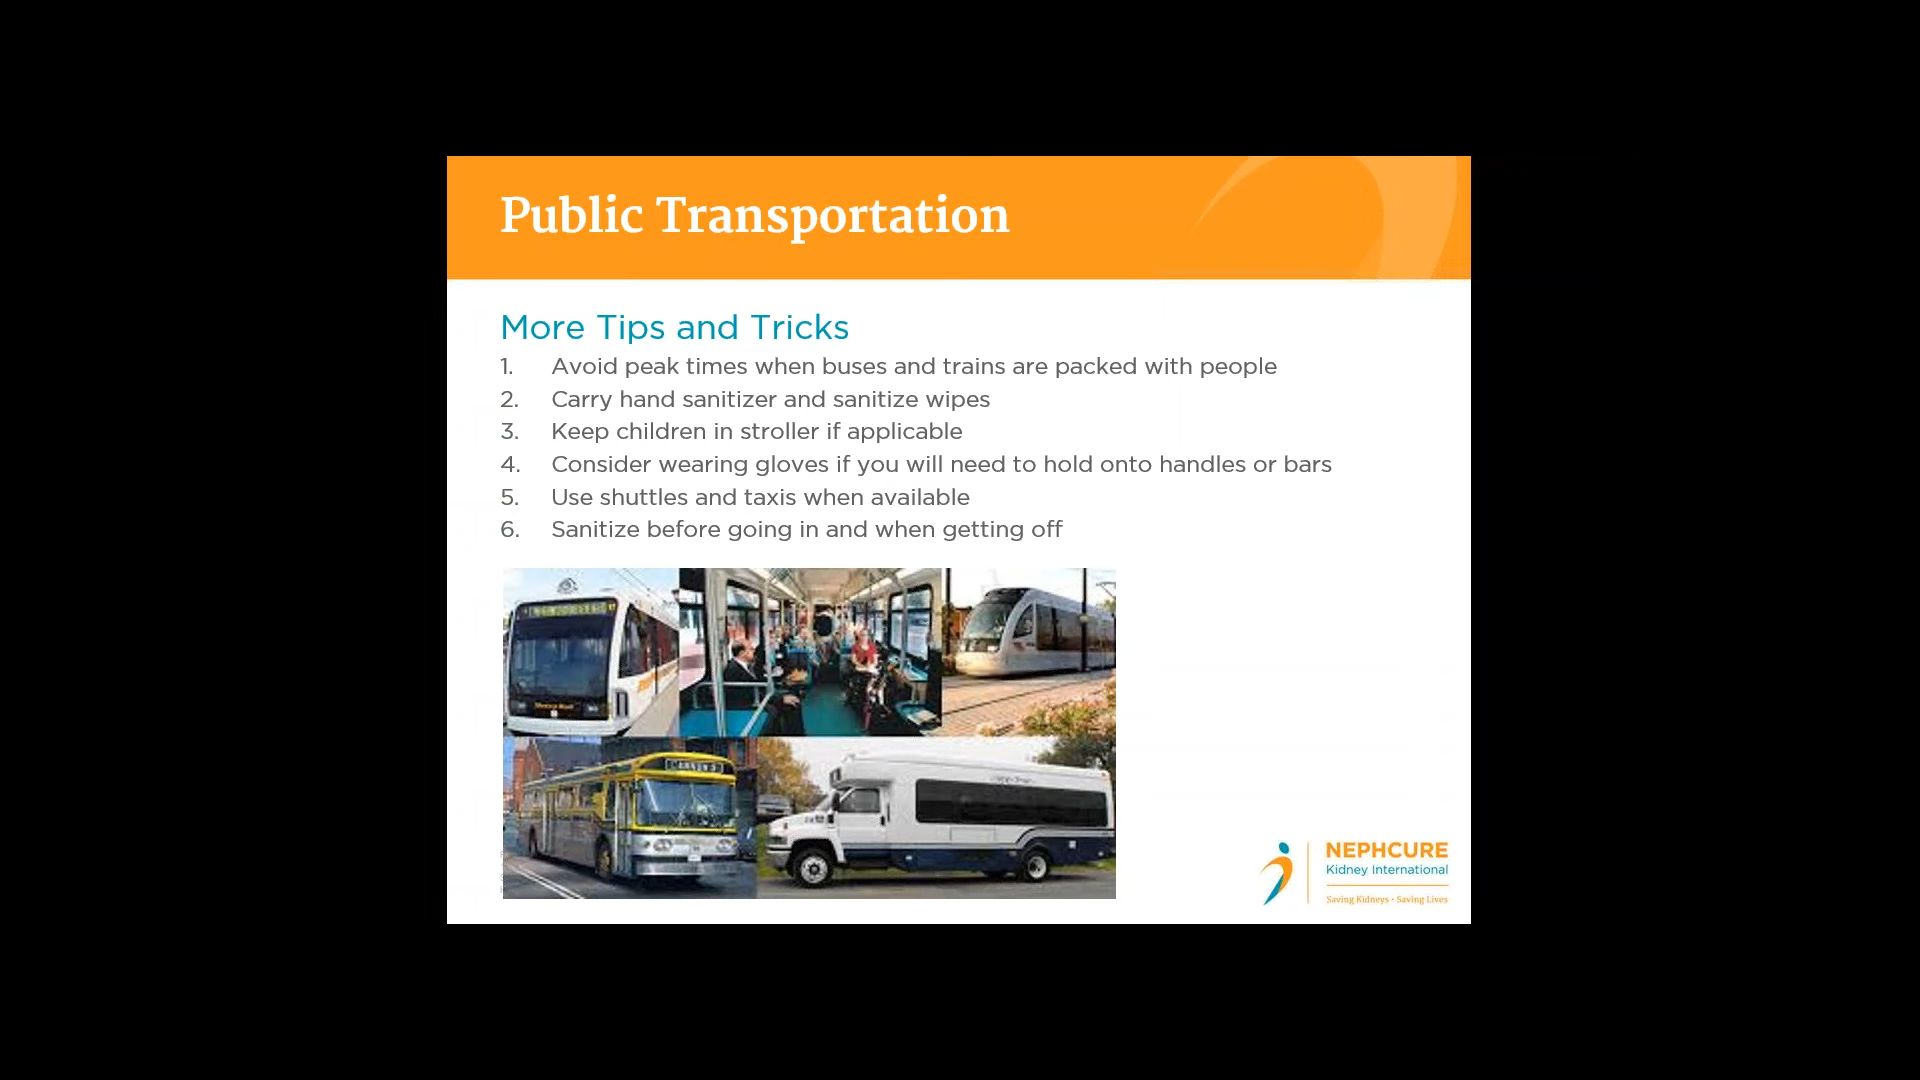 Public Transportation
More Tips and Tricks
1. Avoid peak times when buses and trains are packed with people
2. Carry hand sanitizer and sanitize wipes
3. Keep children in stroller if applicable
4. Consider wearing gloves if you will need to hold onto handles or bars
5. Use shuttles and taxis when available
6. Sanitize before going in and when getting off
NEPHCURE
Kidney International
Saving Kidneys • Saving Lives